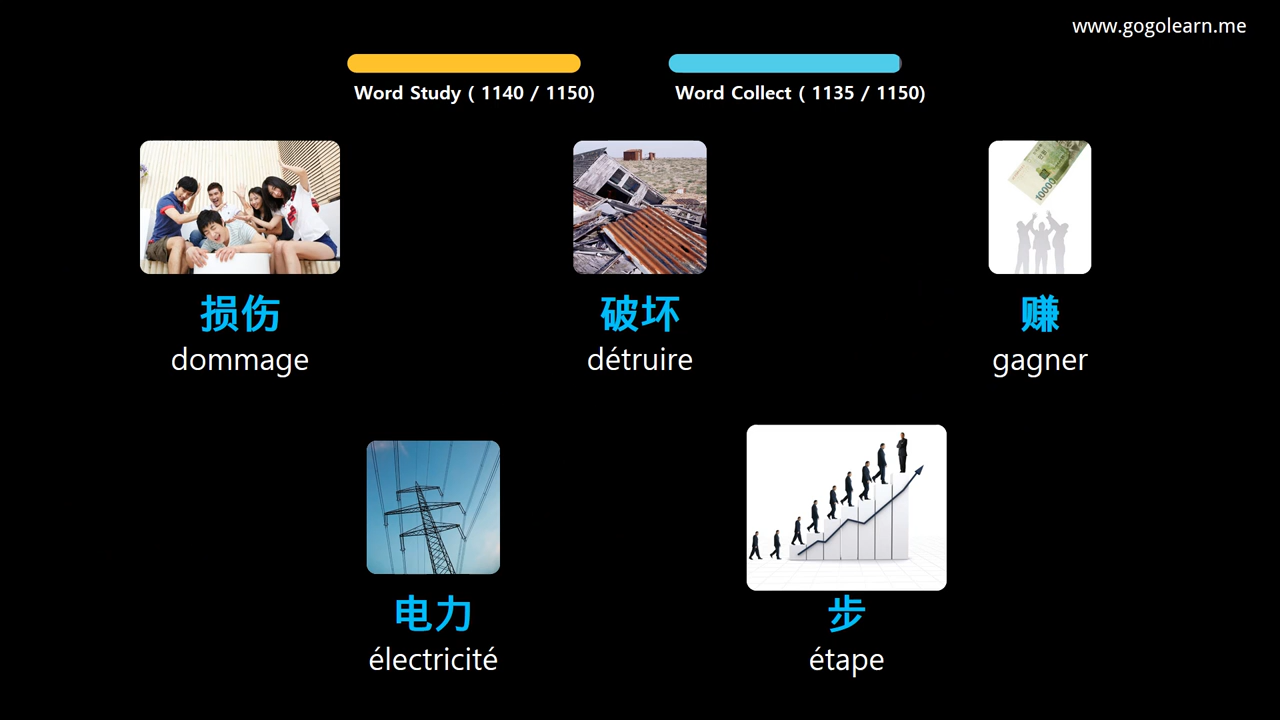 www.gogolearn.me
Word Study ( 1140 / 1150)
Word Collect ( 1135 / 1150)
10000
损伤
dommage
破坏
détruire
赚
gagner
电力
électricité
步
étape